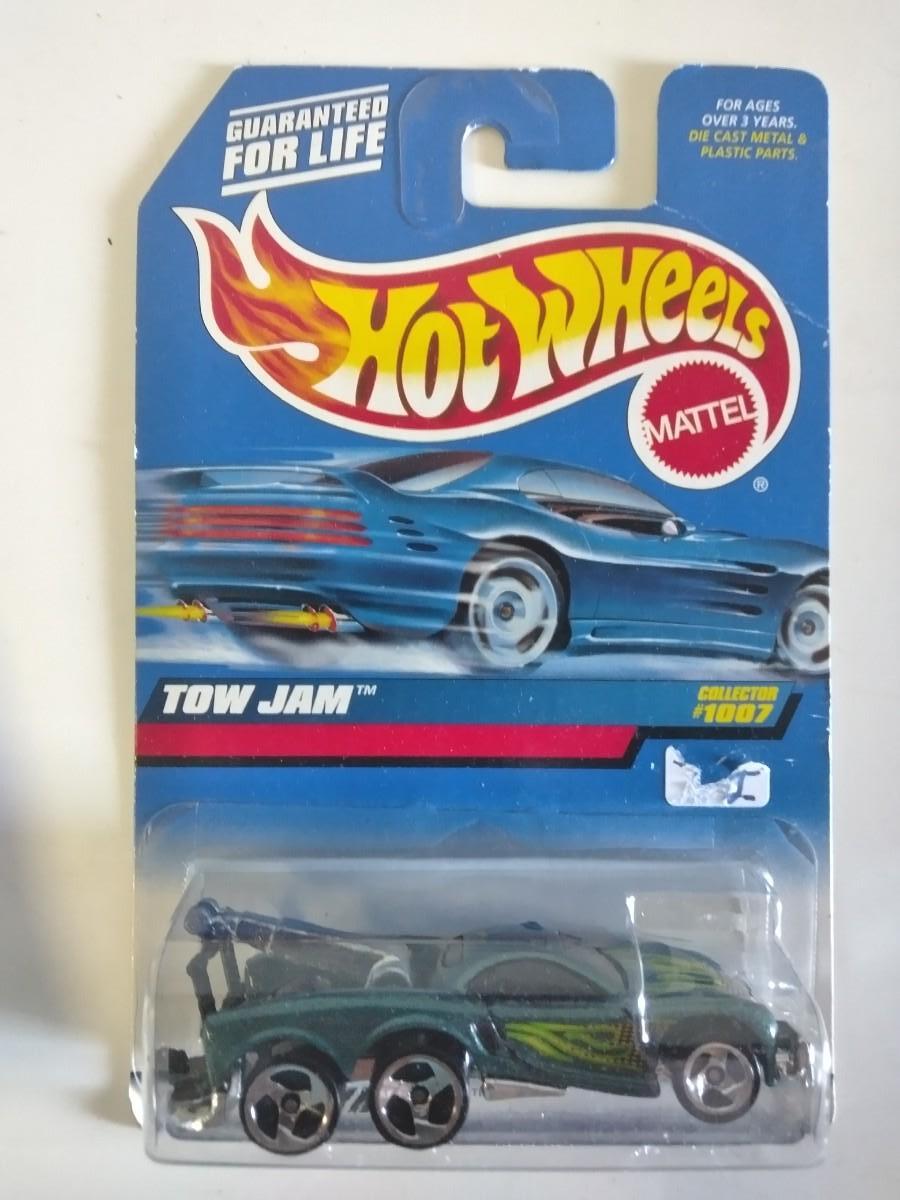 GUARANTEED
FOR LIFE
FOR AGES
OVER 3 YEARS.
DIE CAST METAL &
PLASTIC PARTS.
HOT WHEELS
MATTEL
®
TOW JAM™
COLLECTOR
#1007